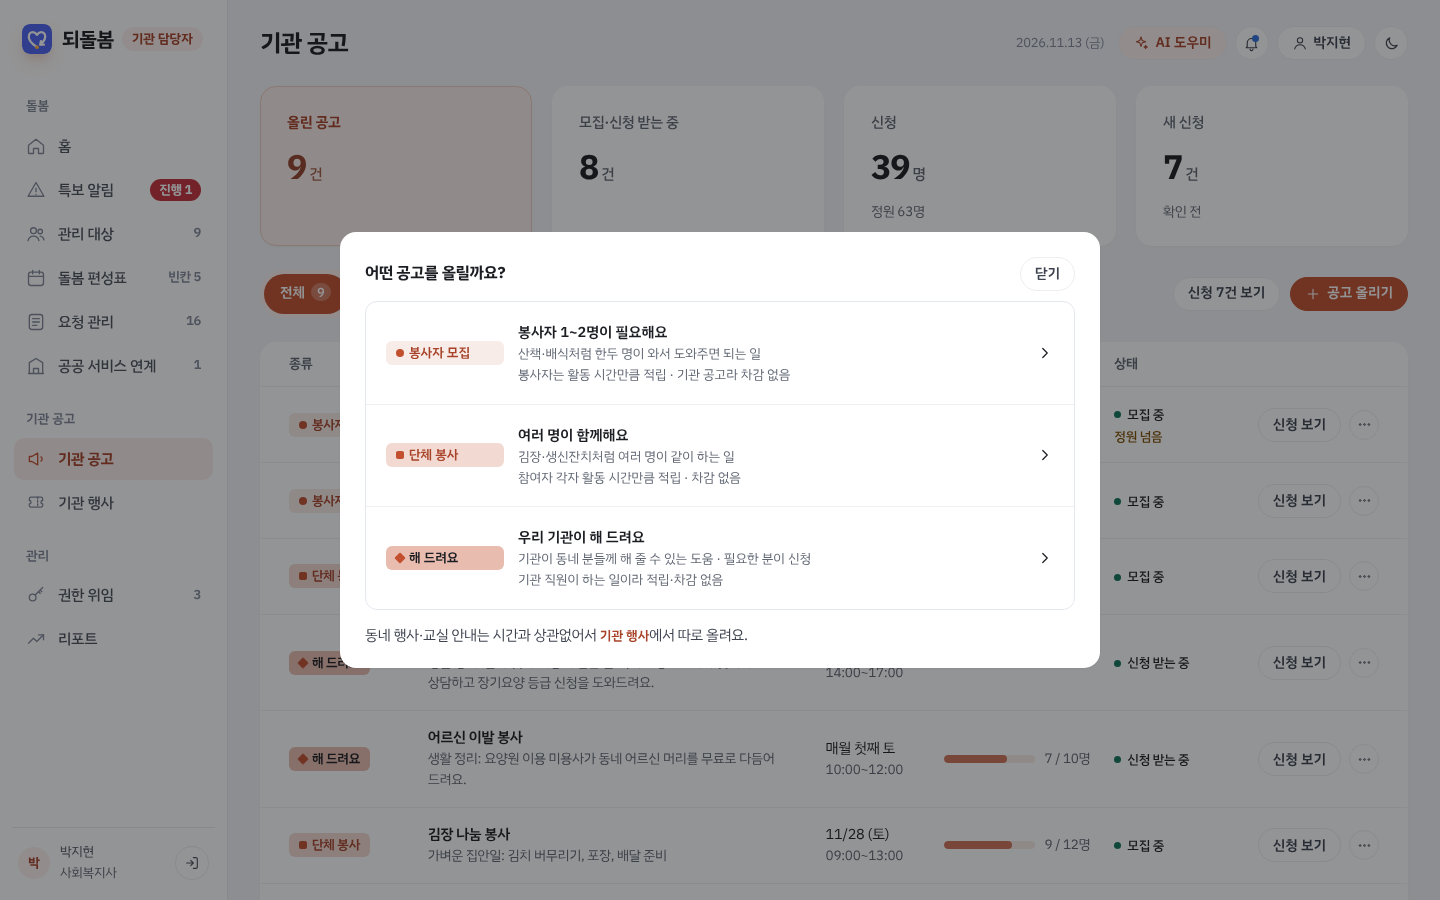 되돌봄
기관 담당자
돌봄
홈
특보 알림
진행 1
관리 대상
9
돌봄 편성표
빈칸 5
요청 관리
16
공공 서비스 연계
1
기관 공고
기관 공고
기관 행사
관리
권한 위임
3
리포트
박
박지현
사회복지사
기관 공고
2026.11.13 (금)
AI 도우미
박지현
올린 공고
9건
모집·신청 받는 중
8건
신청
39명
정원 63명
새 신청
7건
확인 전
전체 9
신청 7건 보기
+ 공고 올리기
종류
상태
모집 중
정원 넘음
신청 보기
모집 중
신청 보기
모집 중
신청 보기
어떤 공고를 올릴까요?
닫기
봉사자 모집
봉사자 1~2명이 필요해요
산책·배식처럼 한두 명이 와서 도와주면 되는 일
봉사자는 활동 시간만큼 적립 · 기관 공고라 차감 없음
단체 봉사
여러 명이 함께해요
김장·생신잔치처럼 여러 명이 같이 하는 일
참여자 각자 활동 시간만큼 적립 · 차감 없음
해 드려요
우리 기관이 해 드려요
기관이 동네 분들께 해 줄 수 있는 도움 · 필요한 분이 신청
기관 직원이 하는 일이라 적립·차감 없음
동네 행사·교실 안내는 시간과 상관없어서 기관 행사에서 따로 올려요.
상담하고 장기요양 등급 신청을 도와드려요.
14:00~17:00
신청 받는 중
신청 보기
해 드려요
어르신 이발 봉사
생활 정리: 요양원 이용 미용사가 동네 어르신 머리를 무료로 다듬어
드려요.
매월 첫째 토
10:00~12:00
7 / 10명
신청 받는 중
신청 보기
단체 봉사
김장 나눔 봉사
가벼운 집안일: 김치 버무리기, 포장, 배달 준비
11/28 (토)
09:00~13:00
9 / 12명
모집 중
신청 보기